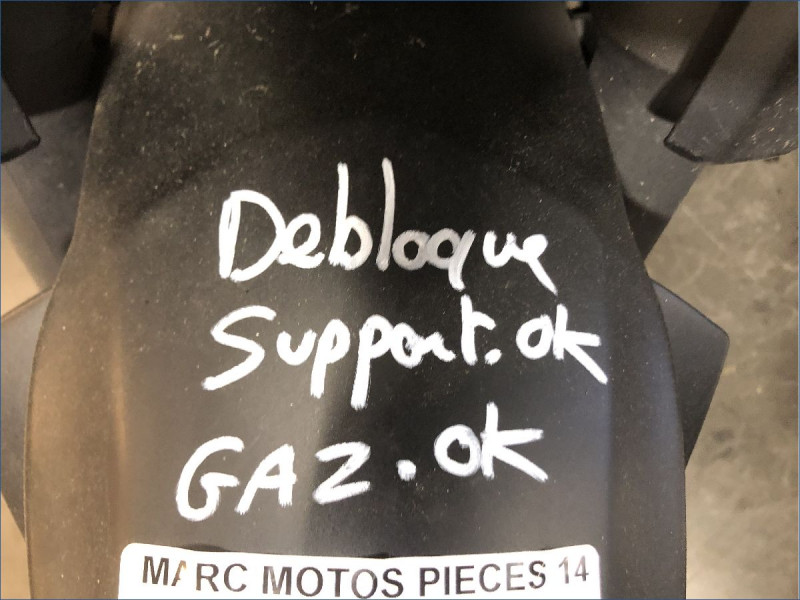 Debloque
Support.ok
GAZ.OK
MARC MOTOS PIECES 14